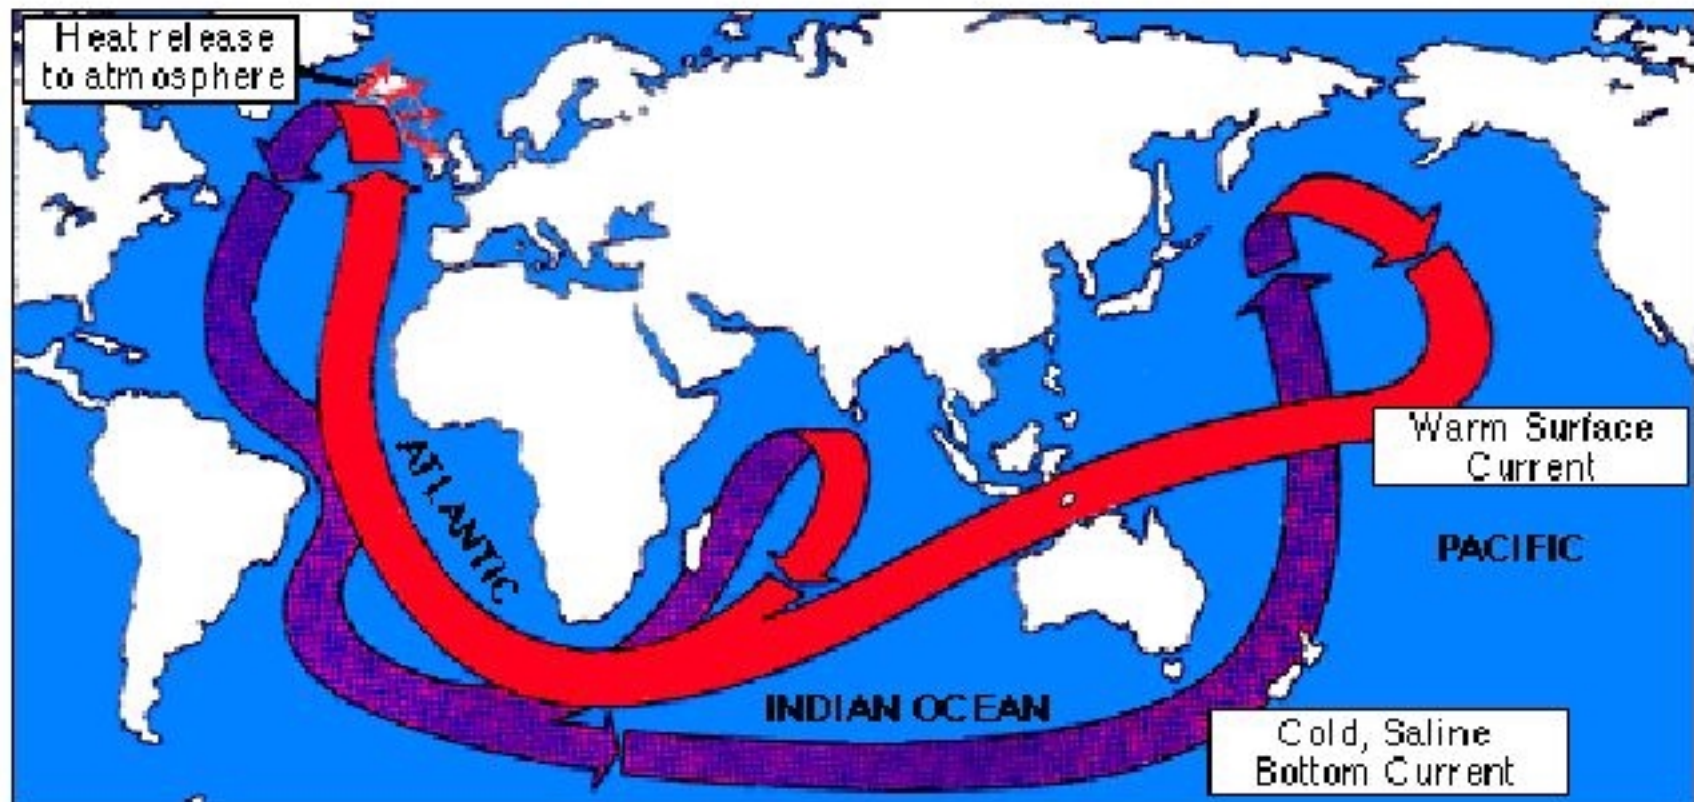 Heat release
to atmosphere
ATLANTIC
Warm Surface
Current
PACIFIC
INDIAN OCEAN
Cold, Saline
Bottom Current